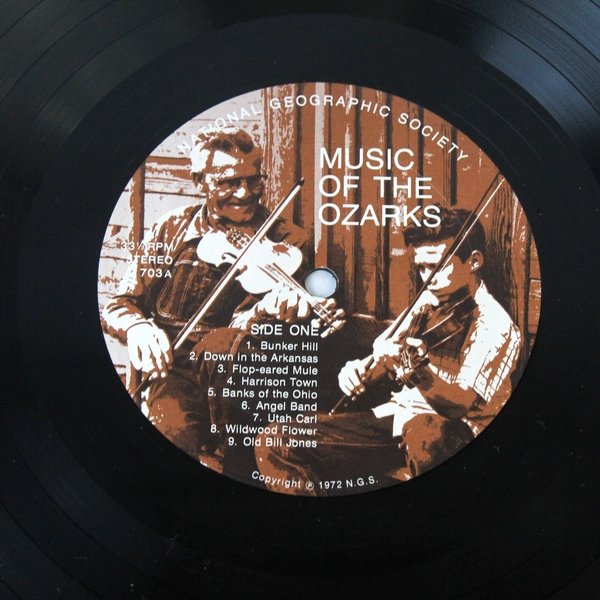 NATIONAL GEOGRAPHIC SOCIETY
MUSIC
OF THE
OZARKS
33⅓ RPM
STEREO
703 A
SIDE ONE
1. Bunker Hill
2. Down in the Arkansas
3. Flop-eared Mule
4. Harrison Town
5. Banks of the Ohio
6. Angel Band
7. Utah Carl
8. Wildwood Flower
9. Old Bill Jones
Copyright ℗ 1972 N.G.S.